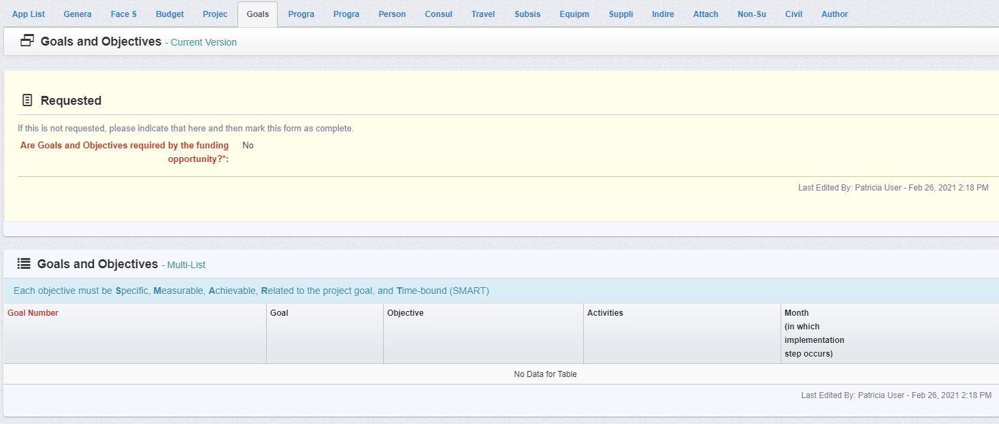 App List Genera Face S Budget Projec Goals Progra Progra Person Consul Travel Subsis Equipm Suppli Indire Attach Non-Su Civil Author
Goals and Objectives - Current Version
Requested
If this is not requested, please indicate that here and then mark this form as complete.
Are Goals and Objectives required by the funding No
opportunity?*:
Last Edited By: Patricia User - Feb 26, 2021 2:18 PM
Goals and Objectives - Multi-List
Each objective must be Specific, Measurable, Achievable, Related to the project goal, and Time-bound (SMART)
Goal Number Goal Objective Activities Month
(in which
implementation
step occurs)
No Data for Table
Last Edited By: Patricia User - Feb 26, 2021 2:18 PM